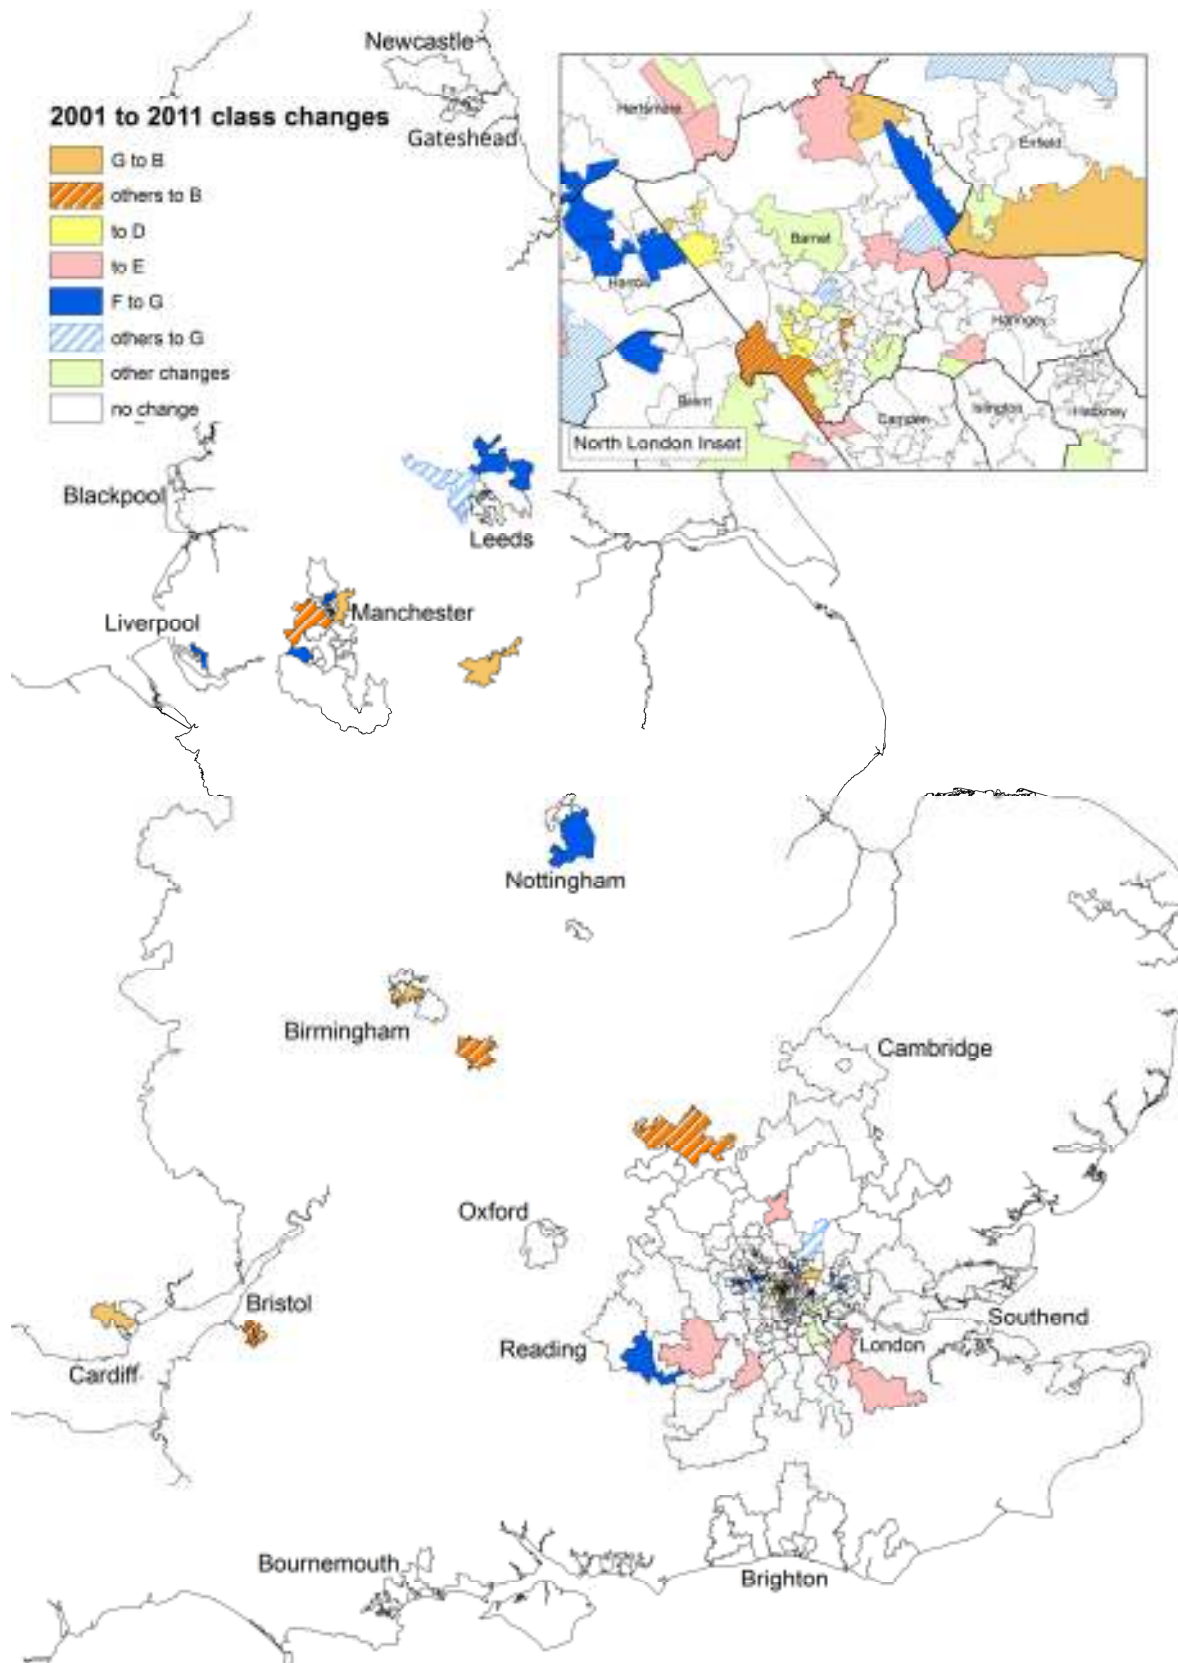 Newcastle
Gateshead
2001 to 2011 class changes
G to B
others to B
to D
to E
F to G
others to G
other changes
no change
Hertsmere
Enfield
Barnet
Harrow
Haringey
Brent
Camden
Islington
Hackney
North London Inset
Blackpool
Leeds
Manchester
Liverpool
Nottingham
Birmingham
Cambridge
Oxford
Bristol
Southend
Reading
London
Cardiff
Bournemouth
Brighton